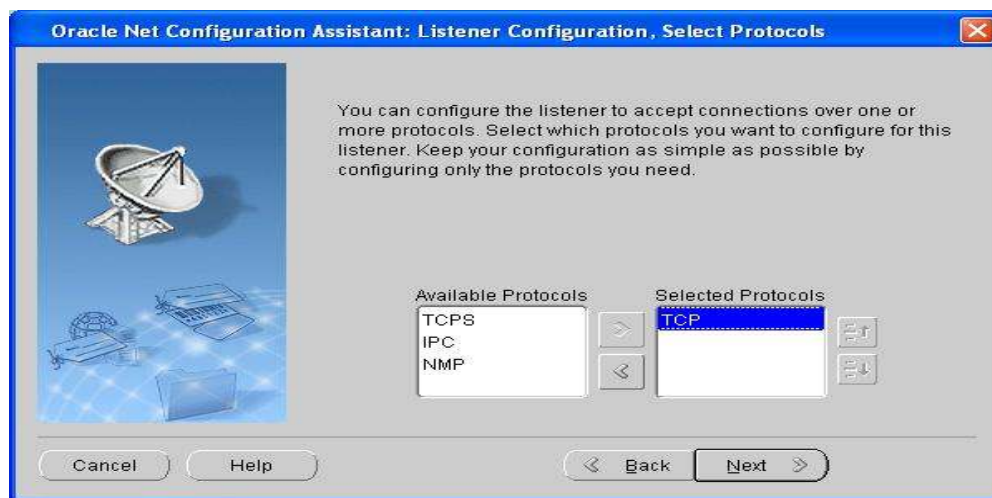 Oracle Net Configuration Assistant: Listener Configuration, Select Protocols
You can configure the listener to accept connections over one or
more protocols. Select which protocols you want to configure for this
listener. Keep your configuration as simple as possible by
configuring only the protocols you need.
Available Protocols
TCPS
IPC
NMP
Selected Protocols
TCP
Cancel
Help
Back
Next